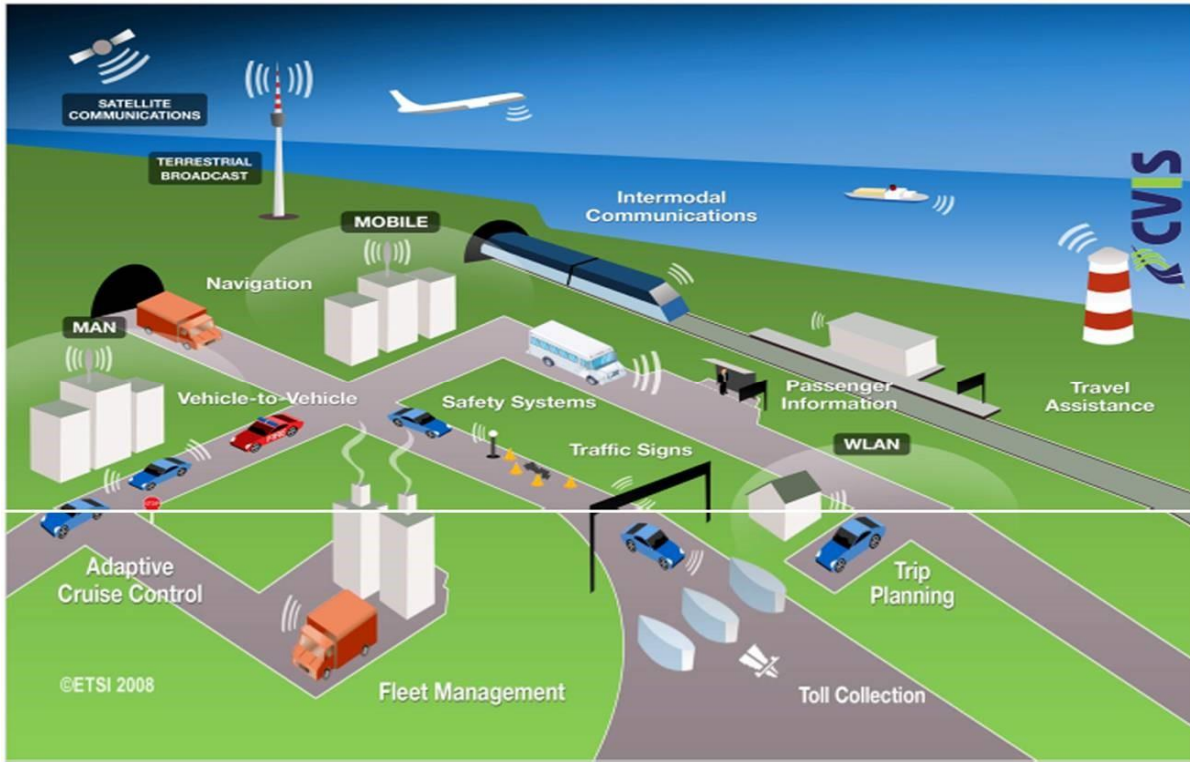 SATELLITE
COMMUNICATIONS
TERRESTRIAL
BROADCAST
MOBILE
Intermodal
Communications
CVIS
Navigation
MAN
Vehicle-to-Vehicle
Safety Systems
Passenger
Information
Travel
Assistance
Traffic Signs
WLAN
STOP
Adaptive
Cruise Control
Trip
Planning
©ETSI 2008
Fleet Management
Toll Collection